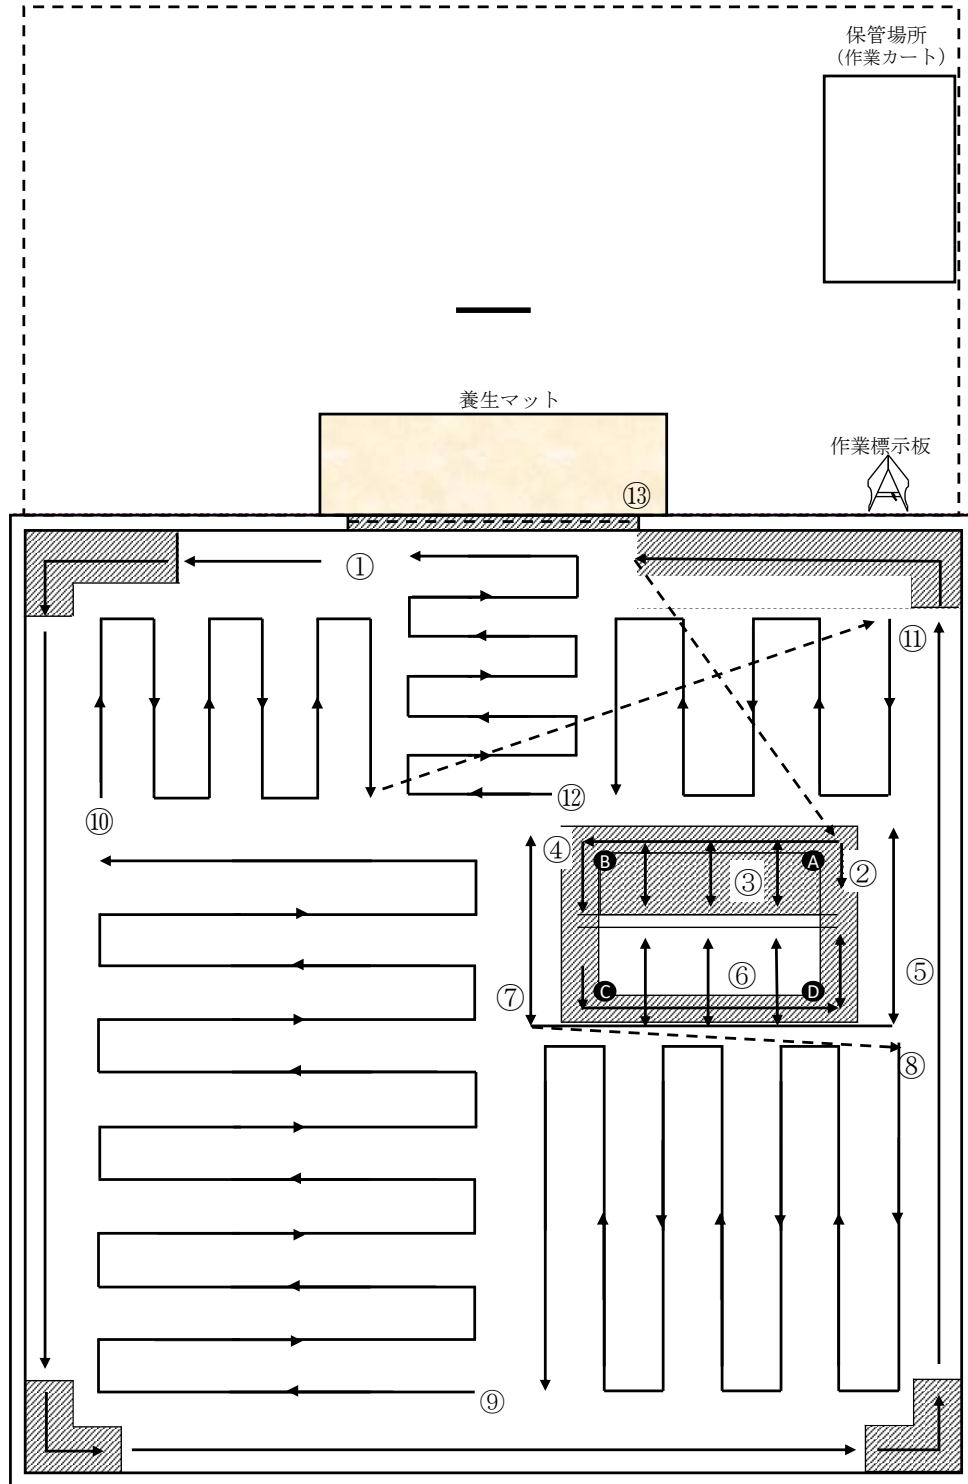 保管場所
(作業カート)
養生マット
作業標示板
⑬
①
⑪
⑫
⑩
④
B
A
②
③
⑤
⑥
⑦
C
D
⑧
⑨